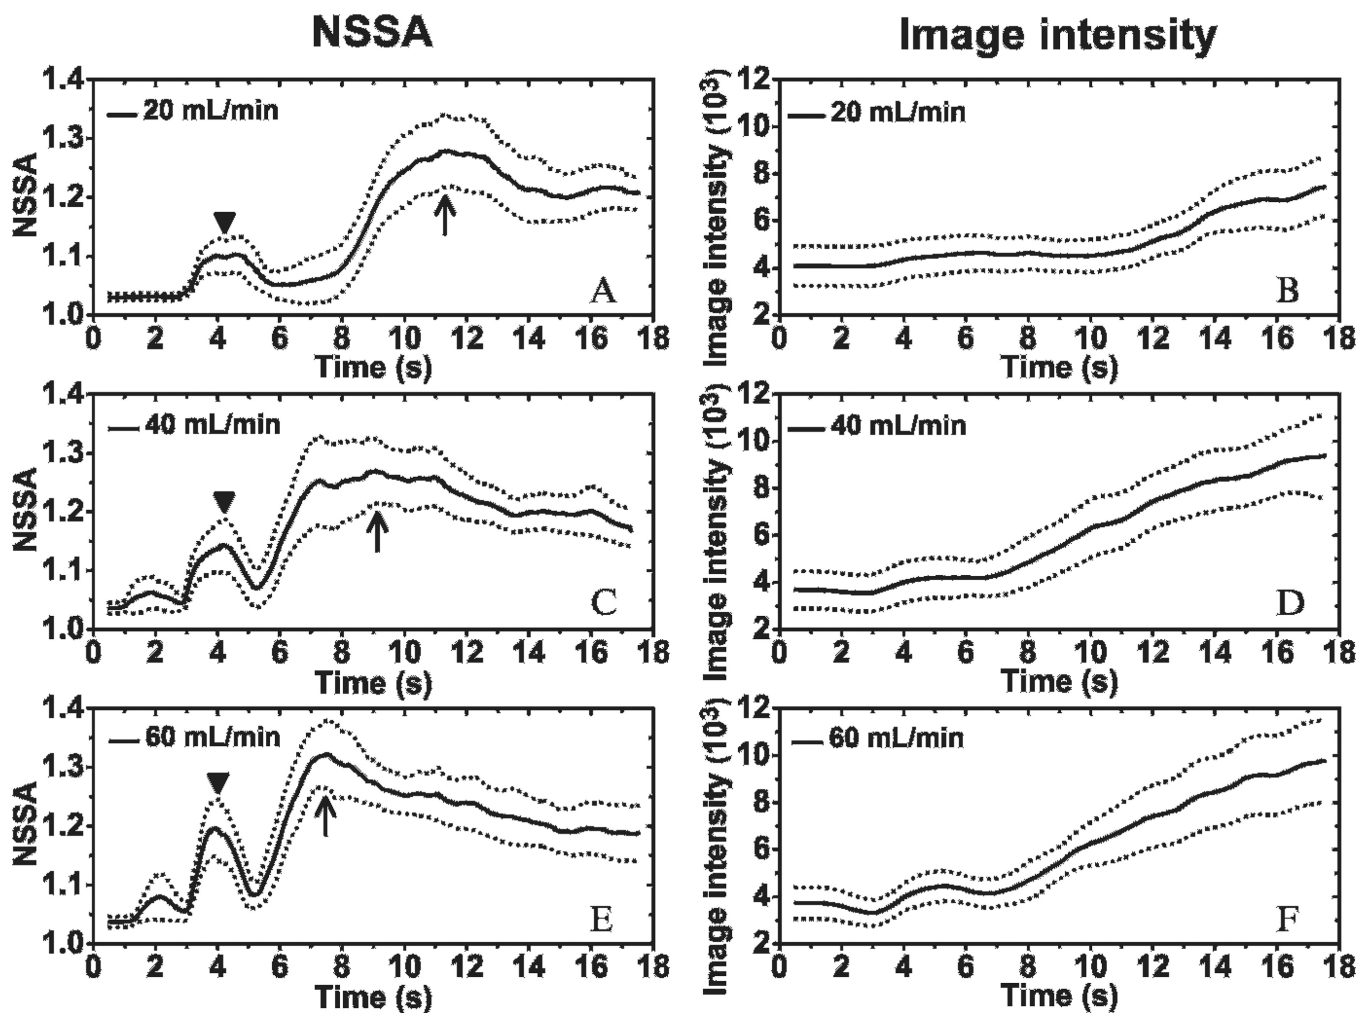 NSSA
Image intensity
NSSA
1.4
1.3
1.2
1.1
1.0
20 mL/min
A
0 2 4 6 8 10 12 14 16 18
Time (s)
Image intensity (10³)
12
10
8
6
4
2
20 mL/min
B
0 2 4 6 8 10 12 14 16 18
Time (s)
NSSA
1.4
1.3
1.2
1.1
1.0
40 mL/min
C
0 2 4 6 8 10 12 14 16 18
Time (s)
Image intensity (10³)
12
10
8
6
4
2
40 mL/min
D
0 2 4 6 8 10 12 14 16 18
Time (s)
NSSA
1.4
1.3
1.2
1.1
1.0
60 mL/min
E
0 2 4 6 8 10 12 14 16 18
Time (s)
Image intensity (10³)
12
10
8
6
4
2
60 mL/min
F
0 2 4 6 8 10 12 14 16 18
Time (s)